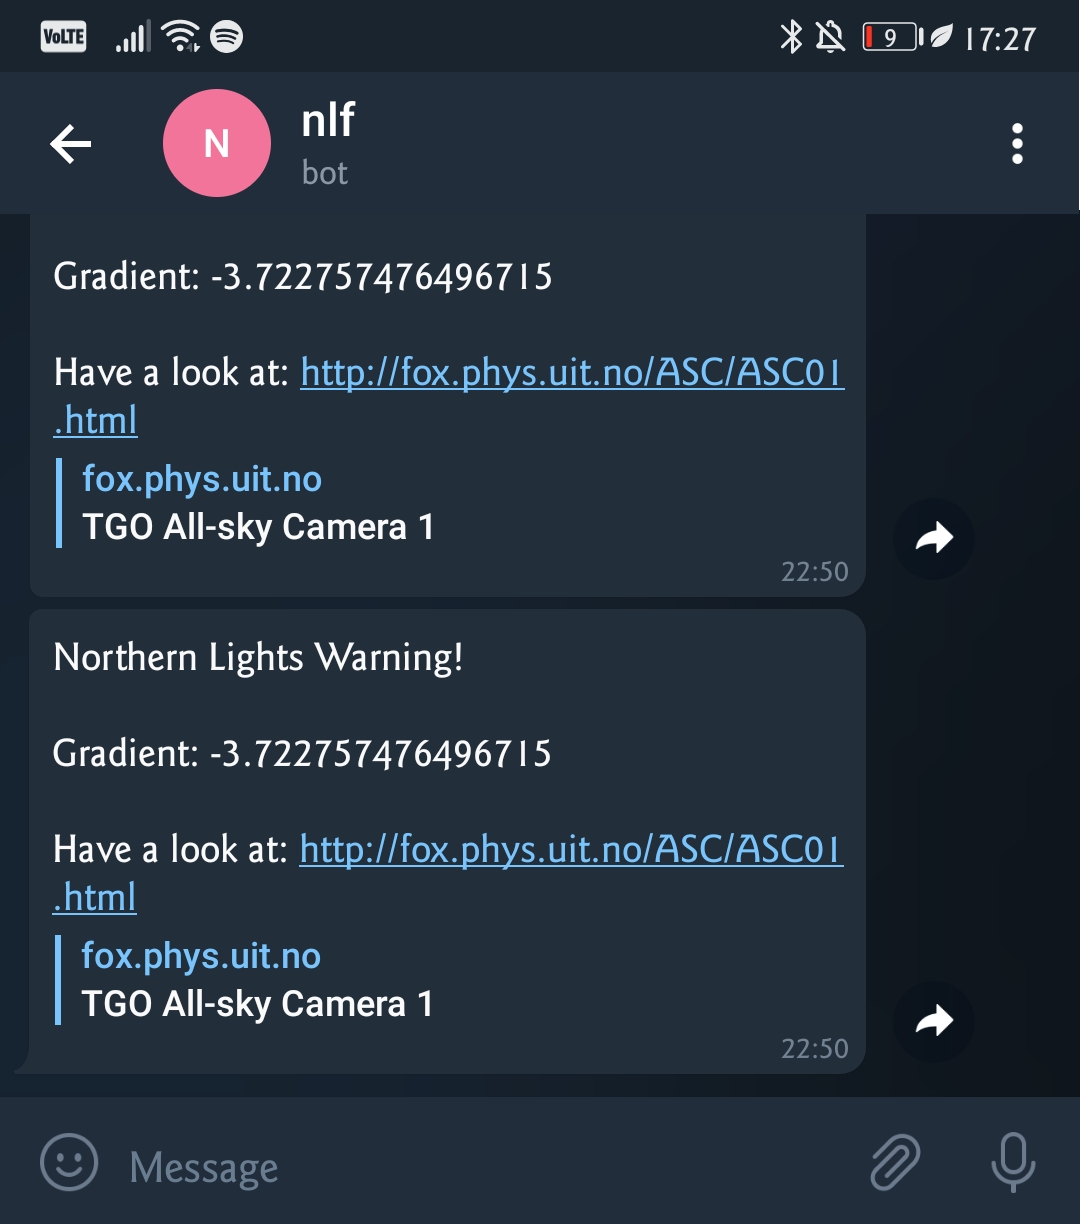 VoLTE
9
17:27
N
nlf
bot
Gradient: -3.722757476496715
Have a look at: http://fox.phys.uit.no/ASC/ASC01
.html
fox.phys.uit.no
TGO All-sky Camera 1
22:50
Northern Lights Warning!
Gradient: -3.722757476496715
Have a look at: http://fox.phys.uit.no/ASC/ASC01
.html
fox.phys.uit.no
TGO All-sky Camera 1
22:50
Message